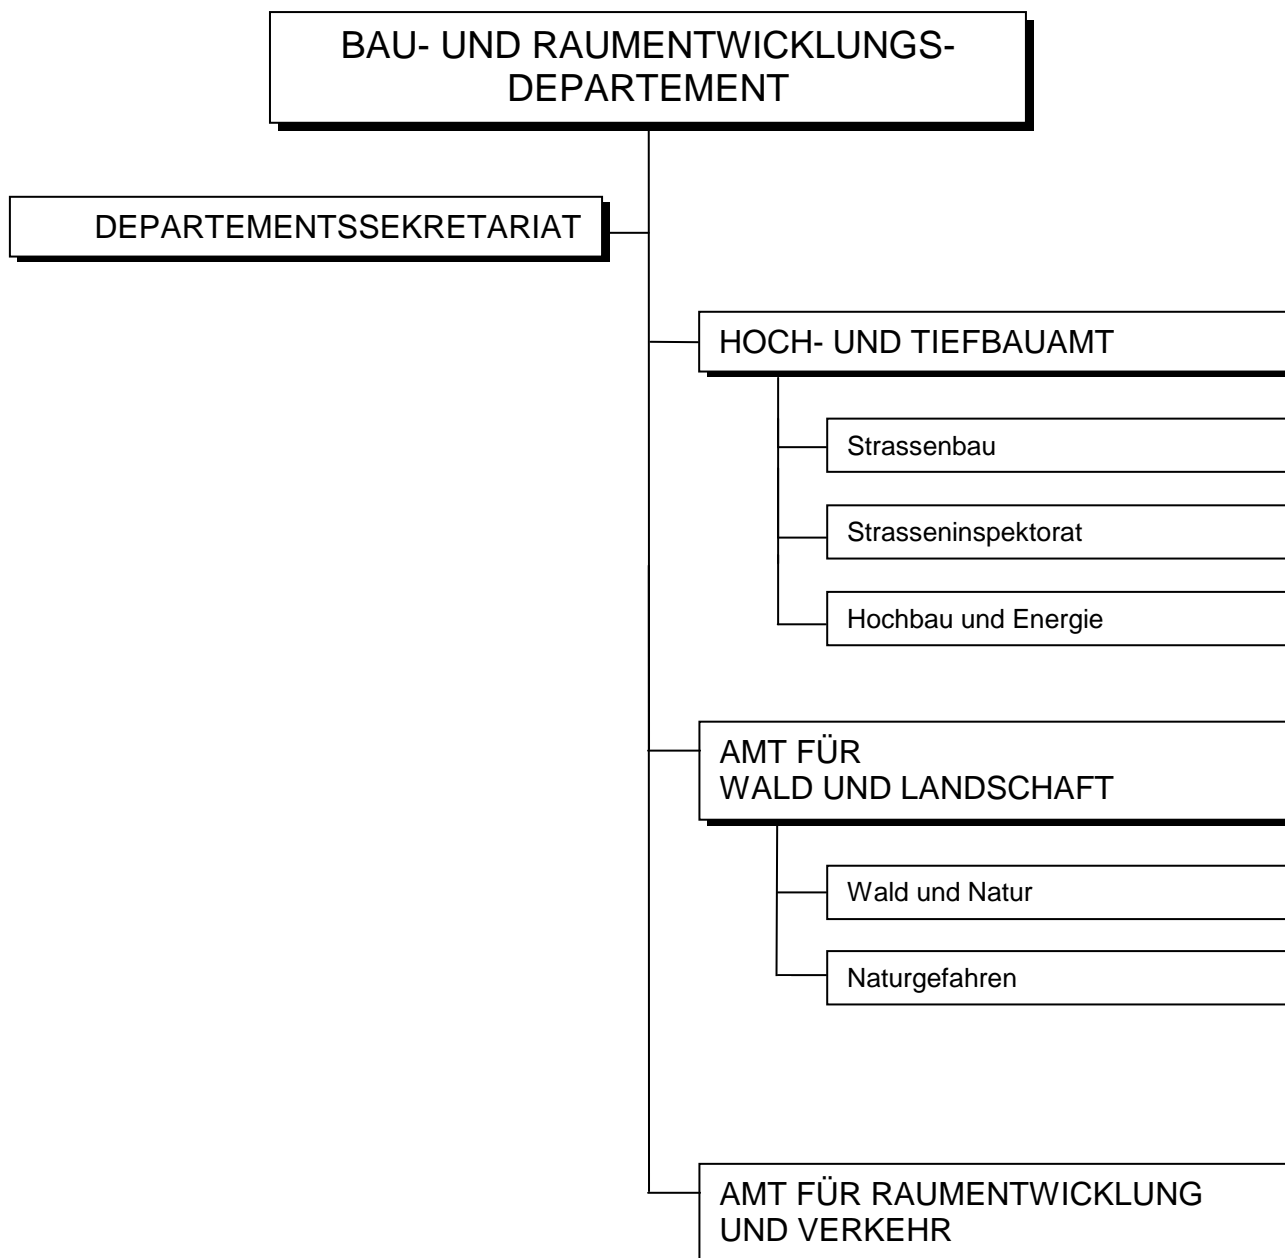 BAU- UND RAUMENTWICKLUNGS-
DEPARTEMENT
DEPARTEMENTSSEKRETARIAT
HOCH- UND TIEFBAUAMT
Strassenbau
Strasseninspektorat
Hochbau und Energie
AMT FÜR
WALD UND LANDSCHAFT
Wald und Natur
Naturgefahren
AMT FÜR RAUMENTWICKLUNG
UND VERKEHR